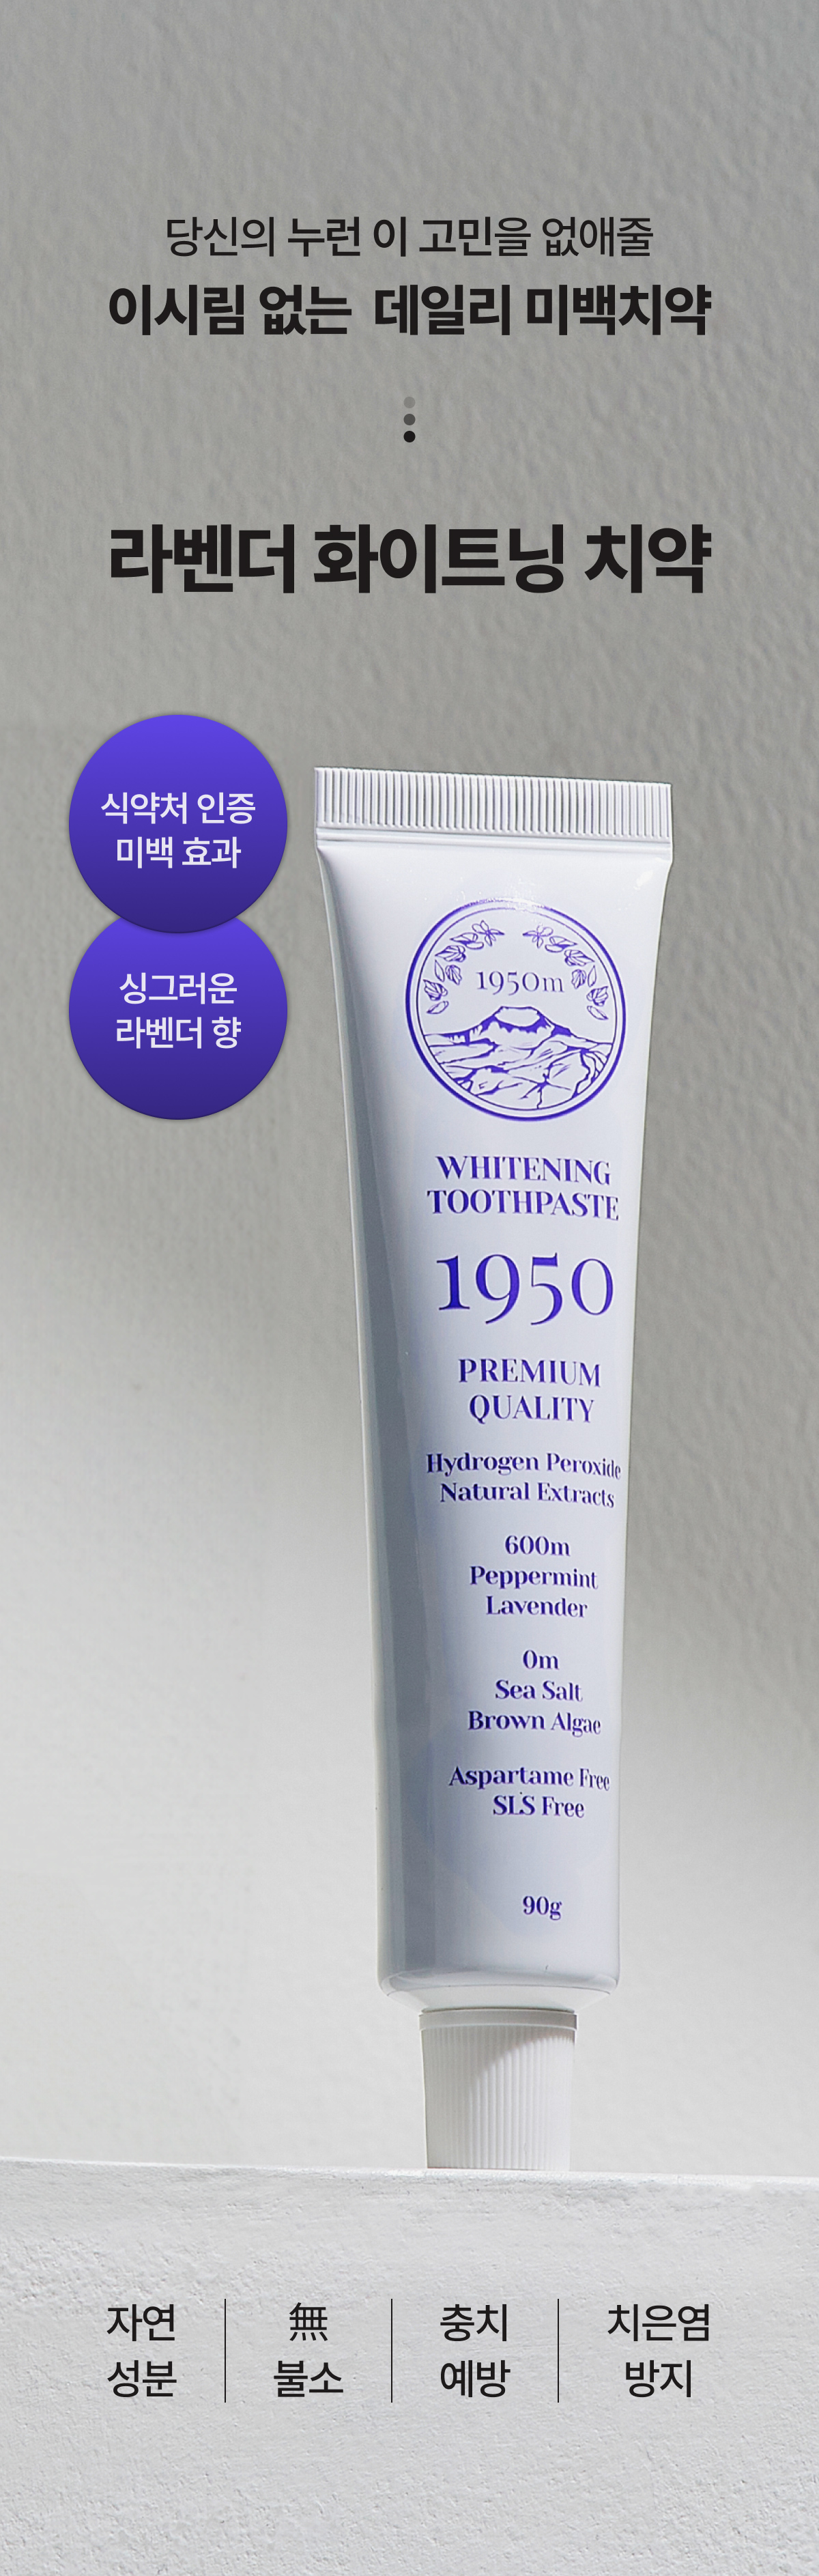 당신의 누런 이 고민을 없애줄
이시림 없는 데일리 미백치약
라벤더 화이트닝 치약
식약처 인증
미백 효과
싱그러운
라벤더 향
1950m
WHITENING
TOOTHPASTE
1950
PREMIUM
QUALITY
Hydrogen Peroxide
Natural Extracts
600m
Peppermint
Lavender
0m
Sea Salt
Brown Algae
Aspartame Free
SLS Free
90g
자연
성분
無
불소
충치
예방
치은염
방지